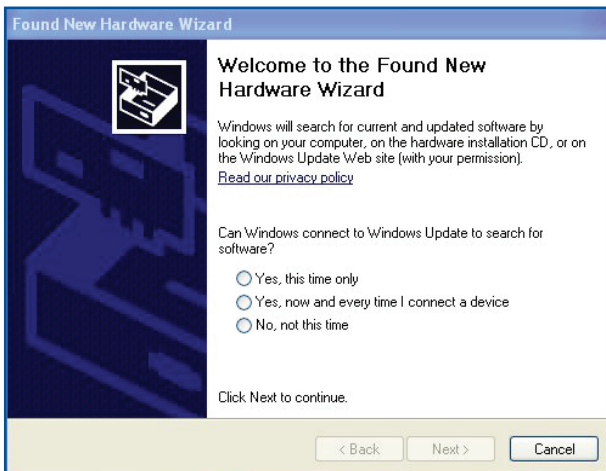 Found New Hardware Wizard
Welcome to the Found New
Hardware Wizard
Windows will search for current and updated software by
looking on your computer, on the hardware installation CD, or on
the Windows Update Web site (with your permission).
Read our privacy policy
Can Windows connect to Windows Update to search for
software?
Yes, this time only
Yes, now and every time I connect a device
No, not this time
Click Next to continue.
< Back Next > Cancel